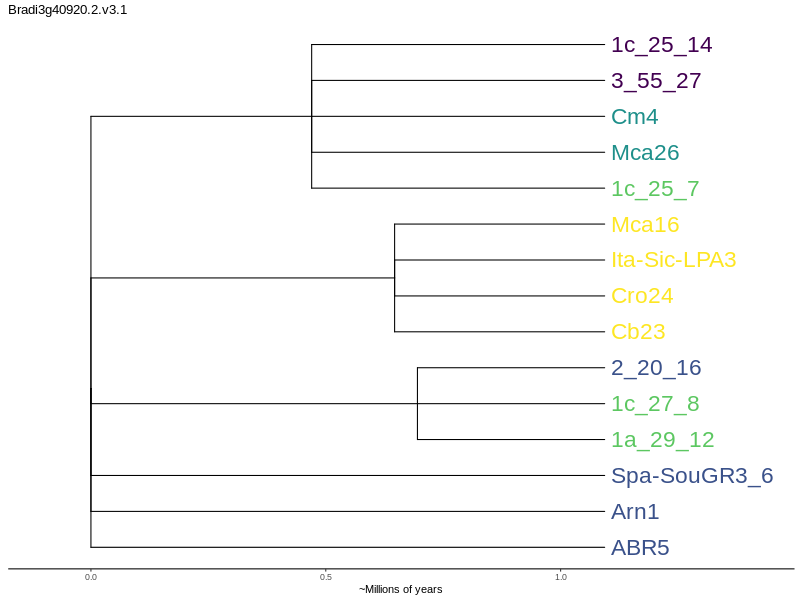 Bradi3g40920.2.v3.1
1c_25_14
3_55_27
Cm4
Mca26
1c_25_7
Mca16
Ita-Sic-LPA3
Cro24
Cb23
2_20_16
1c_27_8
1a_29_12
Spa-SouGR3_6
Arn1
ABR5
0.0 0.5 1.0
~Millions of years